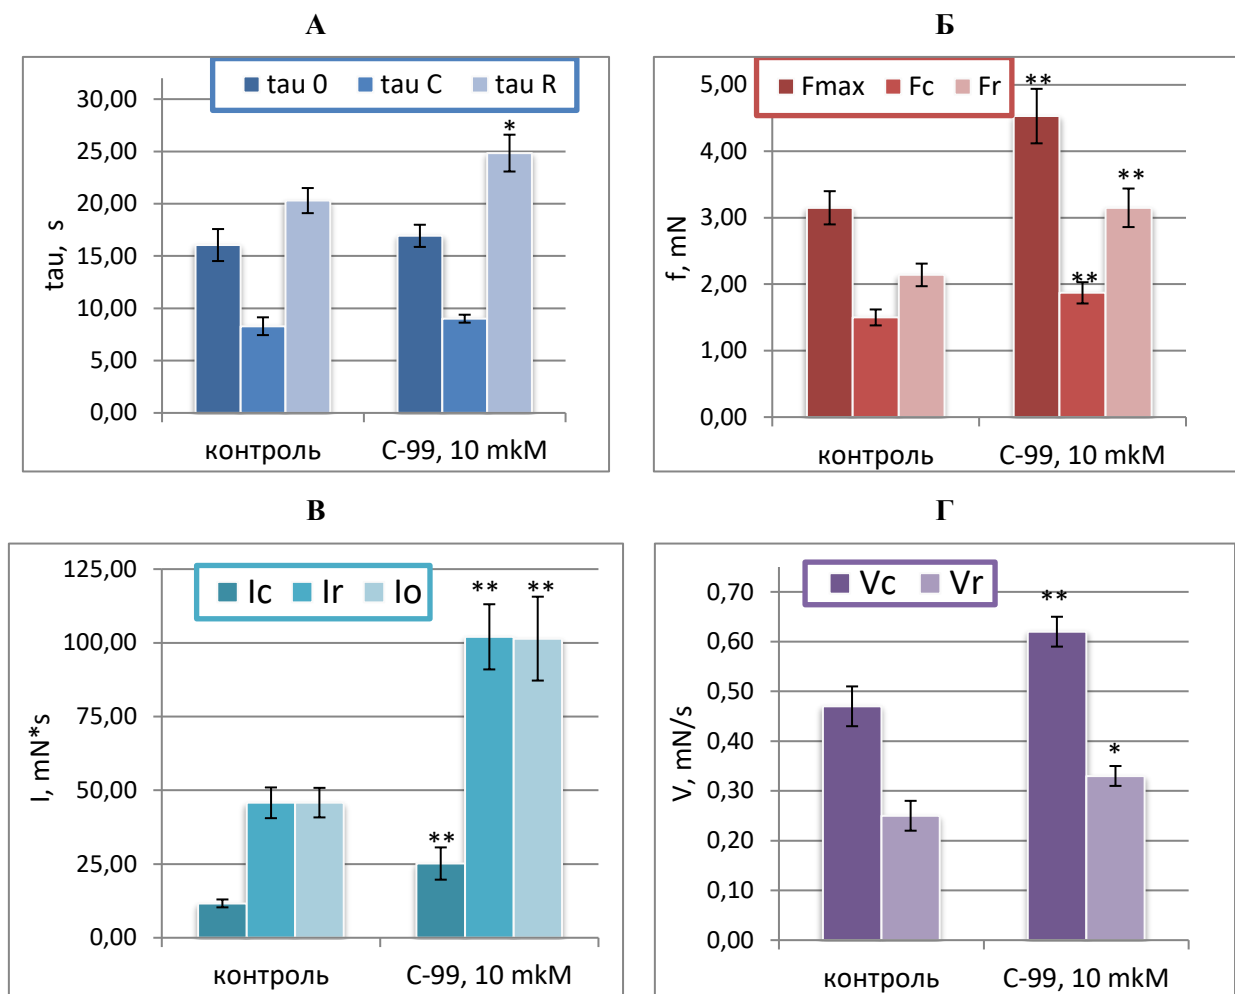 А
tau 0 tau C tau R
30,00
25,00
20,00
15,00
10,00
5,00
0,00
tau, s
*
контроль C-99, 10 mkM
Б
Fmax Fc Fr
5,00
4,00
3,00
2,00
1,00
0,00
f, mN
**
**
**
контроль C-99, 10 mkM
В
Ic Ir Io
125,00
100,00
75,00
50,00
25,00
0,00
I, mN*s
** **
**
контроль C-99, 10 mkM
Г
Vc Vr
0,70
0,60
0,50
0,40
0,30
0,20
0,10
0,00
V, mN/s
**
*
контроль C-99, 10 mkM